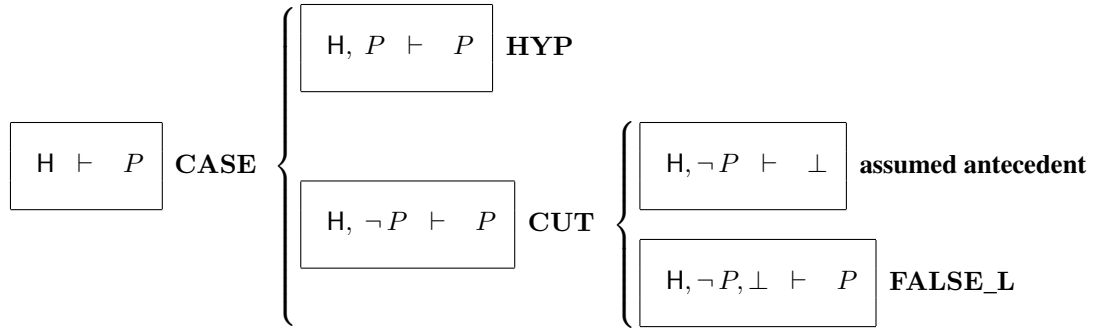 H, P ⊢ P HYP
H ⊢ P CASE
H, ¬ P ⊢ ⊥ assumed antecedent
H, ¬ P ⊢ P CUT
H, ¬ P, ⊥ ⊢ P FALSE_L